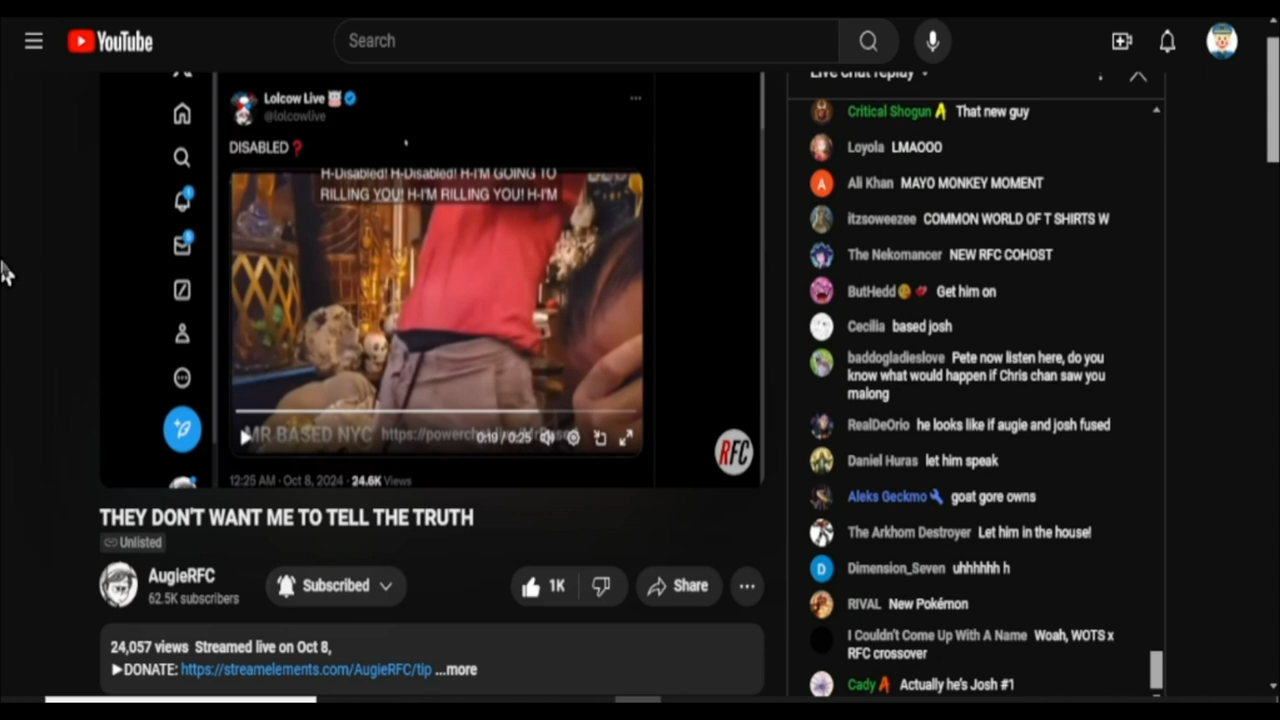 YouTube
Search
Live chat replay
Lolcow Live
@lolcowlive
DISABLED❓
H-Disabled! H-Disabled! H-I'M GOING TO
RILLING YOU! H-I'M RILLING YOU! H-I'M
1
5
MR BASED NYC https://powerchat.live/MrBased
0:19 / 0:25
RFC
12:25 AM · Oct 8, 2024 · 24.6K Views
THEY DON'T WANT ME TO TELL THE TRUTH
Unlisted
AugieRFC
62.5K subscribers
Subscribed
1K
Share
24,057 views Streamed live on Oct 8,
►DONATE: https://streamelements.com/AugieRFC/tip ...more
Critical Shogun That new guy
Loyola LMAOOO
A Ali Khan MAYO MONKEY MOMENT
itzsoweezee COMMON WORLD OF T SHIRTS W
The Nekomancer NEW RFC COHOST
ButHedd Get him on
Cecilia based josh
baddogladieslove Pete now listen here, do you
know what would happen if Chris chan saw you
malong
RealDeOrio he looks like if augie and josh fused
Daniel Huras let him speak
Aleks Geckmo goat gore owns
The Arkhom Destroyer Let him in the house!
D Dimension_Seven uhhhhhh h
RIVAL New Pokémon
I Couldn't Come Up With A Name Woah, WOTS x
RFC crossover
Cady Actually he's Josh #1